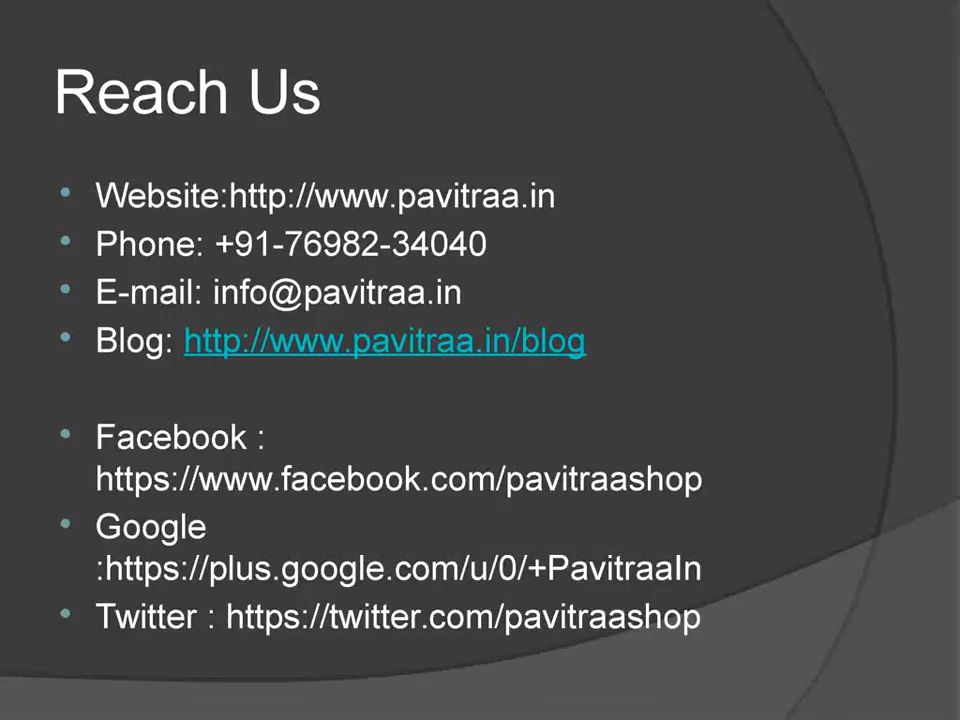 Reach Us
• Website:http://www.pavitraa.in
• Phone: +91-76982-34040
• E-mail: info@pavitraa.in
• Blog: http://www.pavitraa.in/blog
• Facebook :
https://www.facebook.com/pavitraashop
• Google
:https://plus.google.com/u/0/+PavitraaIn
• Twitter : https://twitter.com/pavitraashop